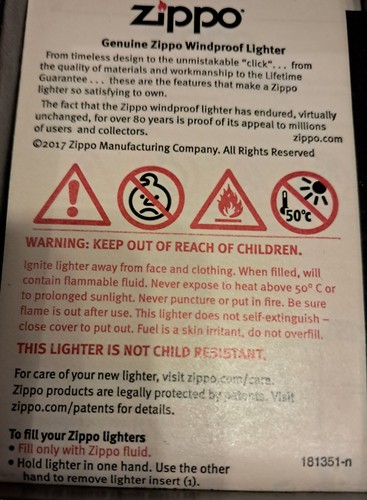 zippo
Genuine Zippo Windproof Lighter
From timeless design to the unmistakable "click"... from
the quality of materials and workmanship to the Lifetime
Guarantee ... these are the features that make a Zippo
lighter so satisfying to own.
The fact that the Zippo windproof lighter has endured, virtually
unchanged, for over 80 years is proof of its appeal to millions
of users and collectors. zippo.com
©2017 Zippo Manufacturing Company. All Rights Reserved
50°C
WARNING: KEEP OUT OF REACH OF CHILDREN.
Ignite lighter away from face and clothing. When filled, will
contain flammable fluid. Never expose to heat above 50° C or
to prolonged sunlight. Never puncture or put in fire. Be sure
flame is out after use. This lighter does not self-extinguish –
close cover to put out. Fuel is a skin irritant, do not overfill.
THIS LIGHTER IS NOT CHILD RESISTANT.
For care of your new lighter, visit zippo.com/care.
Zippo products are legally protected by patents. Visit
zippo.com/patents for details.
To fill your Zippo lighters
• Fill only with Zippo fluid.
• Hold lighter in one hand. Use the other
hand to remove lighter insert (1).
181351-n